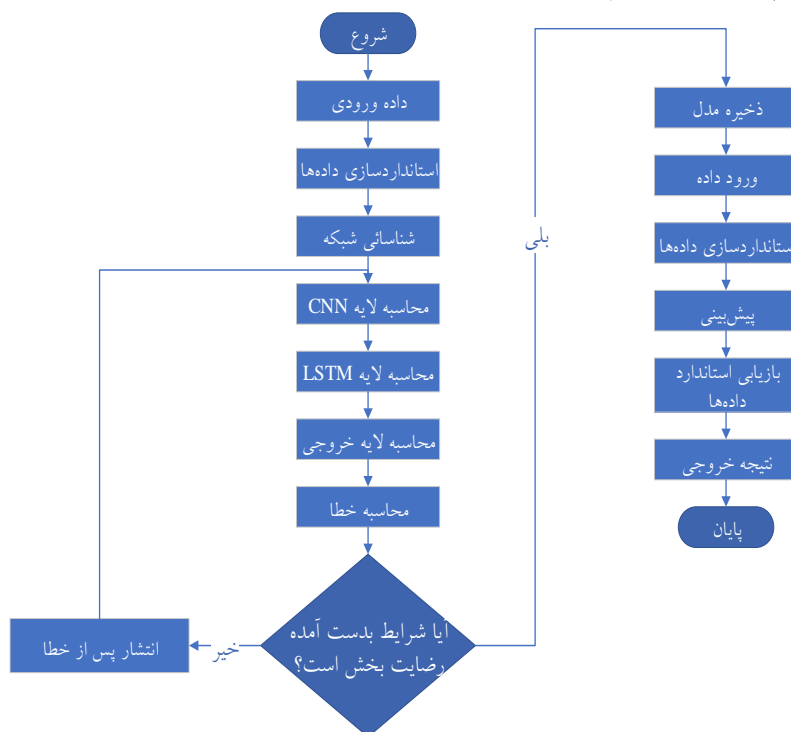 شروع
داده ورودی
استانداردسازی داده‌ها
شناسائی شبکه
محاسبه لایه CNN
محاسبه لایه LSTM
محاسبه لایه خروجی
محاسبه خطا
آیا شرایط بدست آمده
رضایت بخش است؟
خیر
انتشار پس از خطا
بلی
ذخیره مدل
ورود داده
ستانداردسازی داده‌ها
پیش‌بینی
بازیابی استاندارد
داده‌ها
نتیجه خروجی
پایان